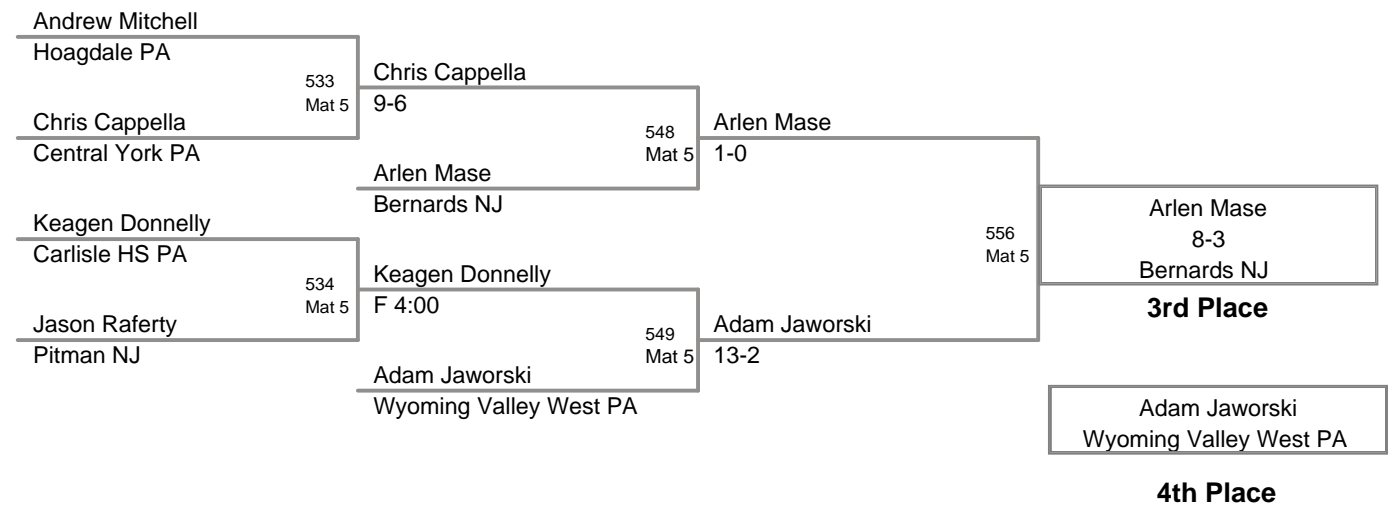 Andrew Mitchell
Hoagdale PA
533
Mat 5
Chris Cappella
9-6
Chris Cappella
Central York PA
548
Mat 5
Arlen Mase
1-0
Arlen Mase
Bernards NJ
Keagen Donnelly
Carlisle HS PA
556
Mat 5
Arlen Mase
8-3
Bernards NJ
3rd Place
534
Mat 5
Keagen Donnelly
F 4:00
Jason Raferty
Pitman NJ
549
Mat 5
Adam Jaworski
13-2
Adam Jaworski
Wyoming Valley West PA
Adam Jaworski
Wyoming Valley West PA
4th Place